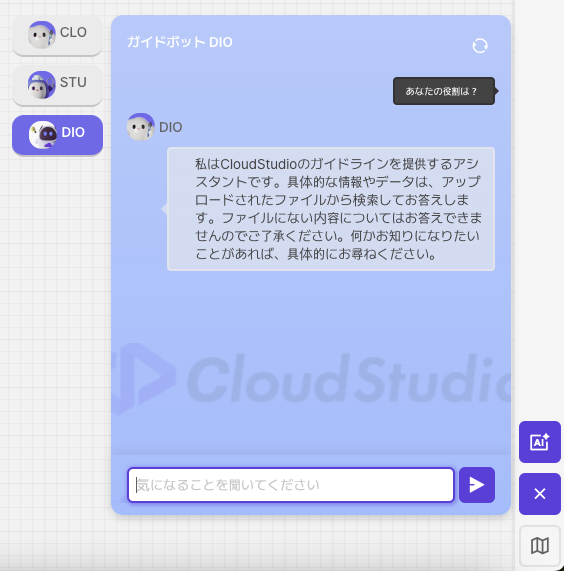 CLO
STU
DIO
ガイドボット DIO
あなたの役割は？
DIO
私はCloudStudioのガイドラインを提供するアシ
スタントです。具体的な情報やデータは、アップ
ロードされたファイルから検索してお答えしま
す。ファイルにない内容についてはお答えできま
せんのでご了承ください。何かお知りになりたい
ことがあれば、具体的にお尋ねください。
CloudStudio
気になることを聞いてください
AI